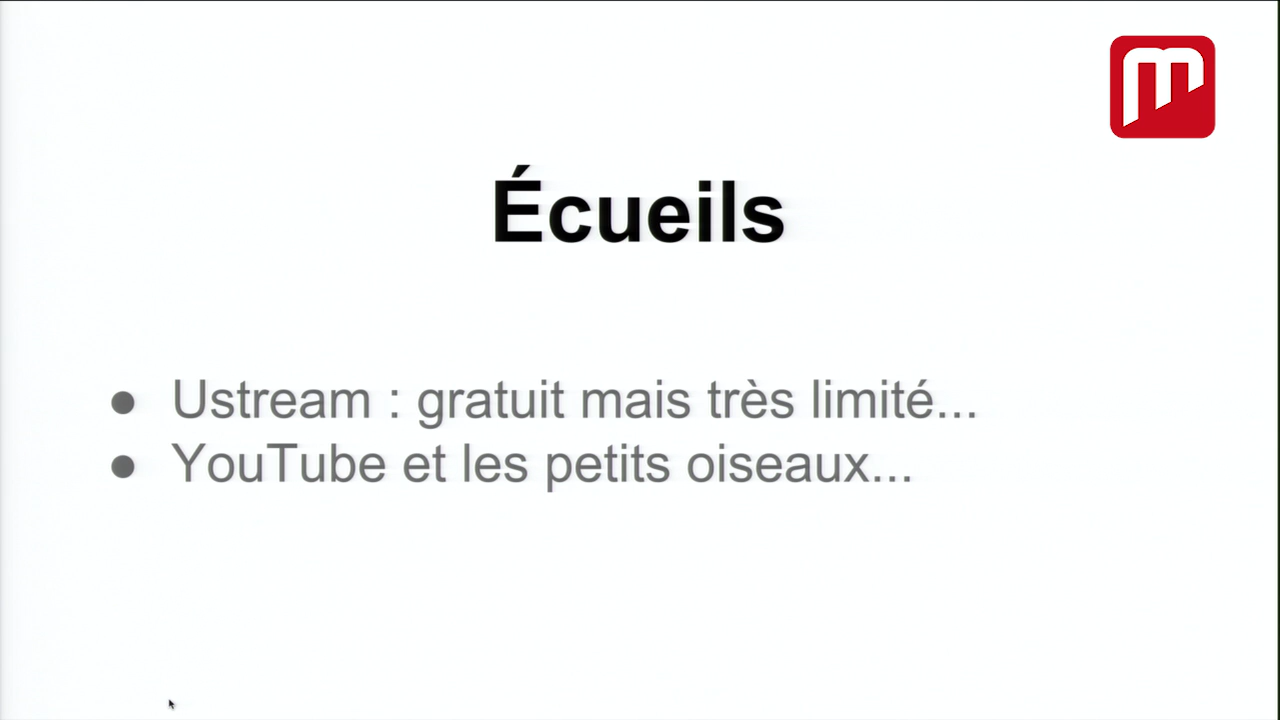 Écueils
● Ustream : gratuit mais très limité...
● YouTube et les petits oiseaux...